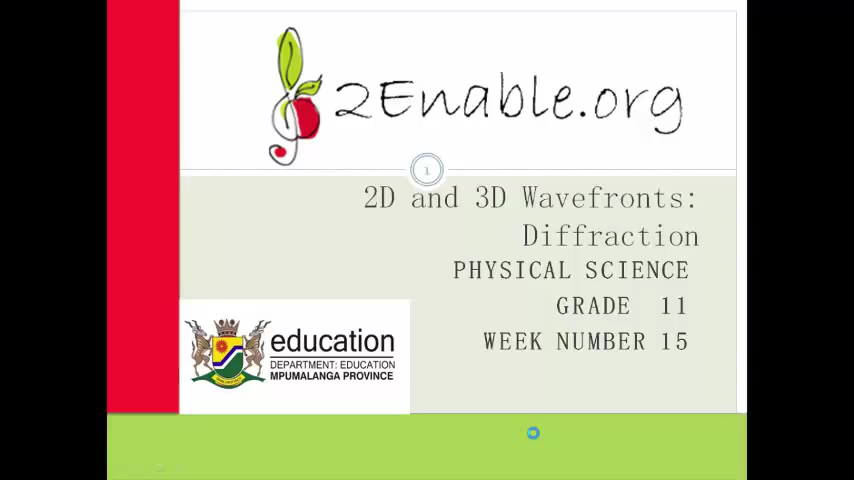 2Enable.org
1
2D and 3D Wavefronts:
Diffraction
PHYSICAL SCIENCE
GRADE 11
WEEK NUMBER 15
education
DEPARTMENT: EDUCATION
MPUMALANGA PROVINCE